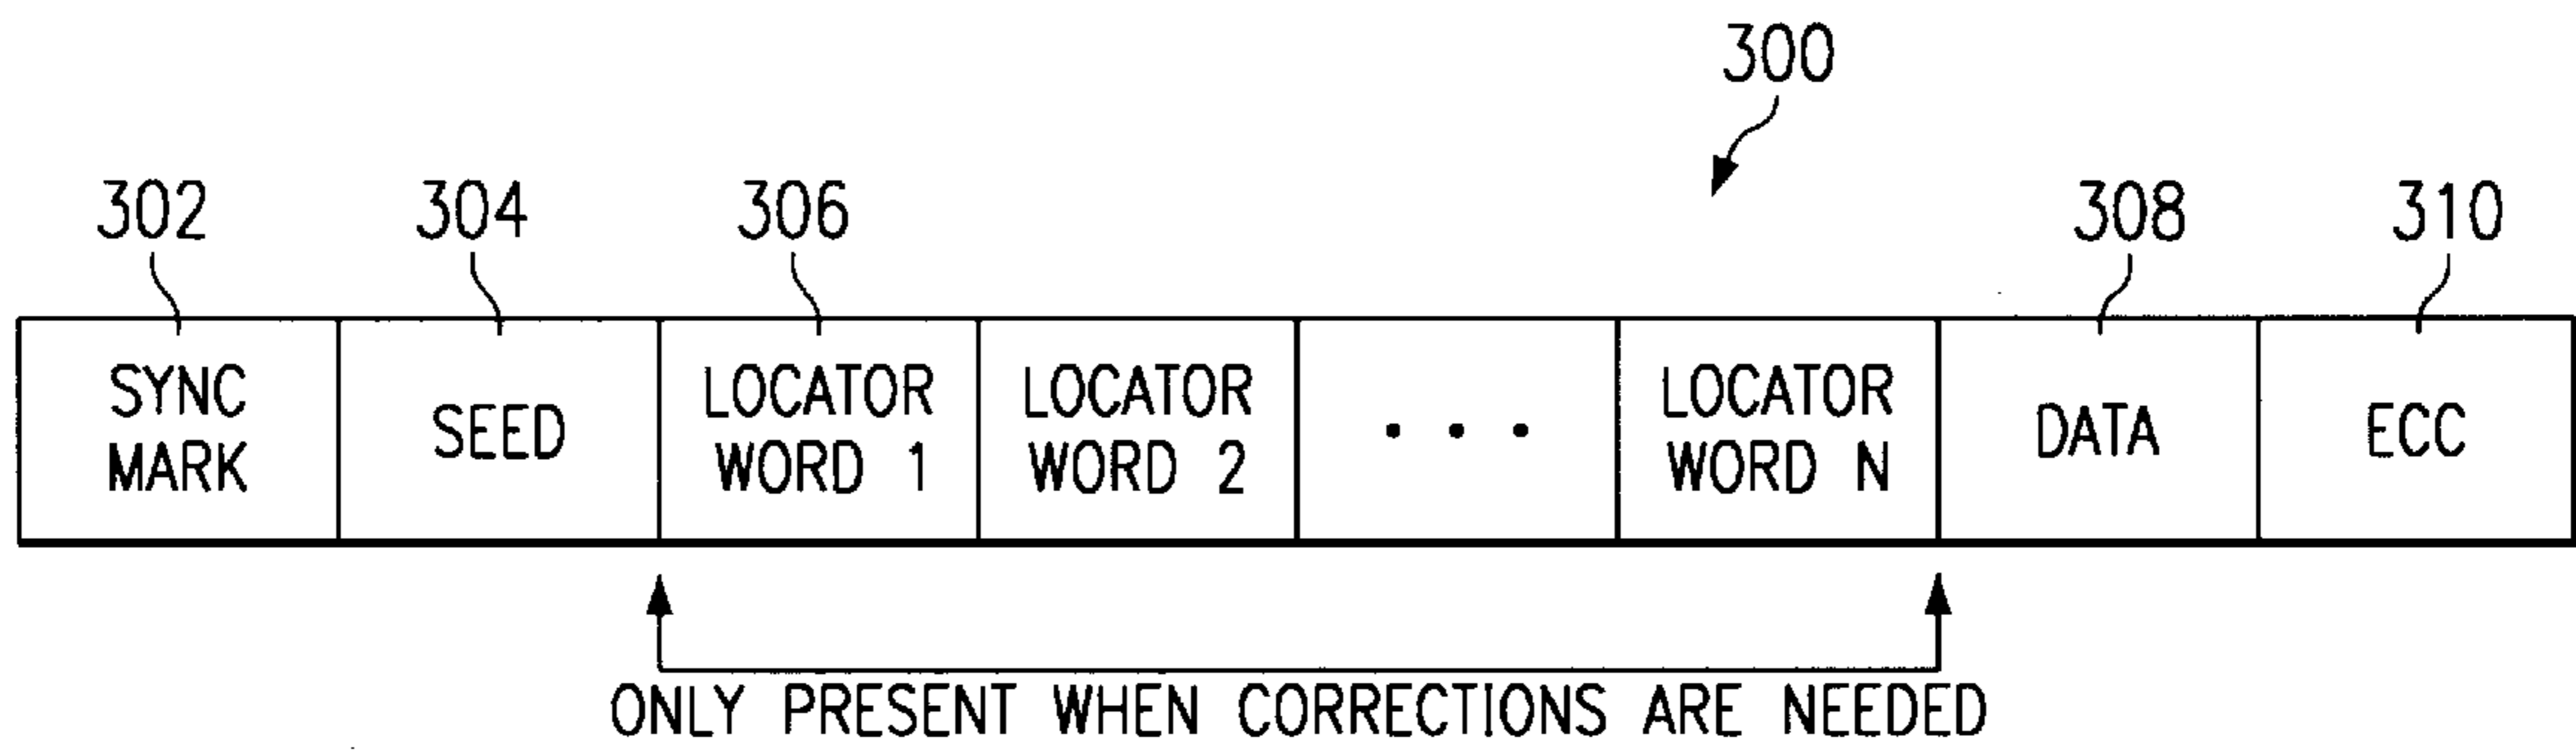 300
302
304
306
308
310
SYNC
MARK
SEED
LOCATOR
WORD 1
LOCATOR
WORD 2
• • •
LOCATOR
WORD N
DATA
ECC
ONLY PRESENT WHEN CORRECTIONS ARE NEEDED